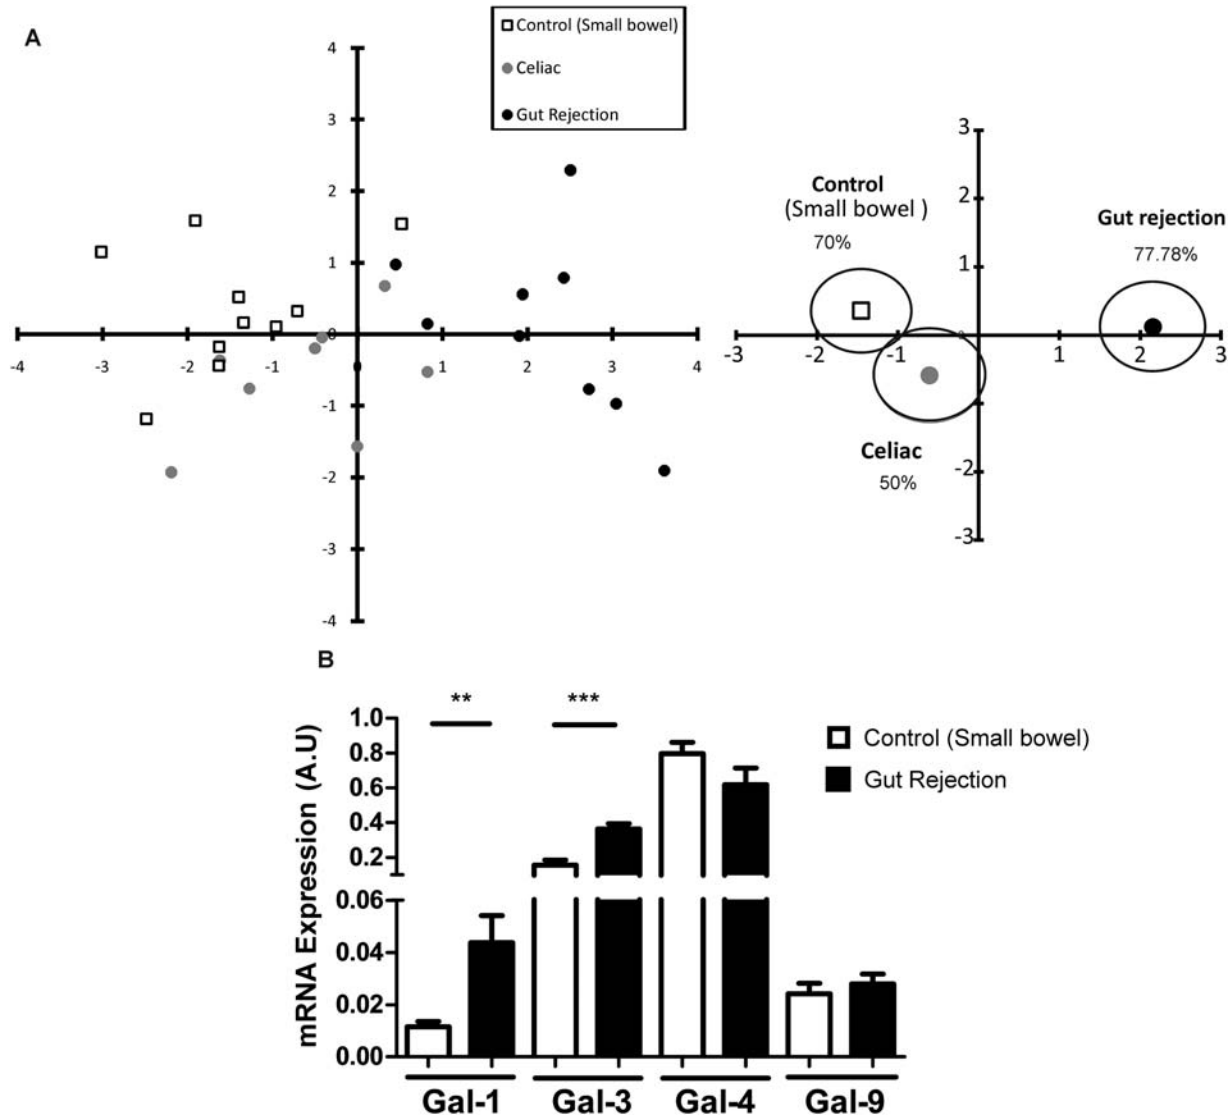 A
Control (Small bowel)
Celiac
Gut Rejection
4
3
2
1
0
-1
-2
-3
-4
-4 -3 -2 -1 0 1 2 3 4
Control
(Small bowel )
70%
Gut rejection
77.78%
Celiac
50%
3
2
1
0
-2
-3
-3 -2 -1 1 2 3
B
** ***
mRNA Expression (A.U)
1.0
0.8
0.6
0.4
0.2
0.06
0.04
0.02
0.00
Control (Small bowel)
Gut Rejection
Gal-1 Gal-3 Gal-4 Gal-9